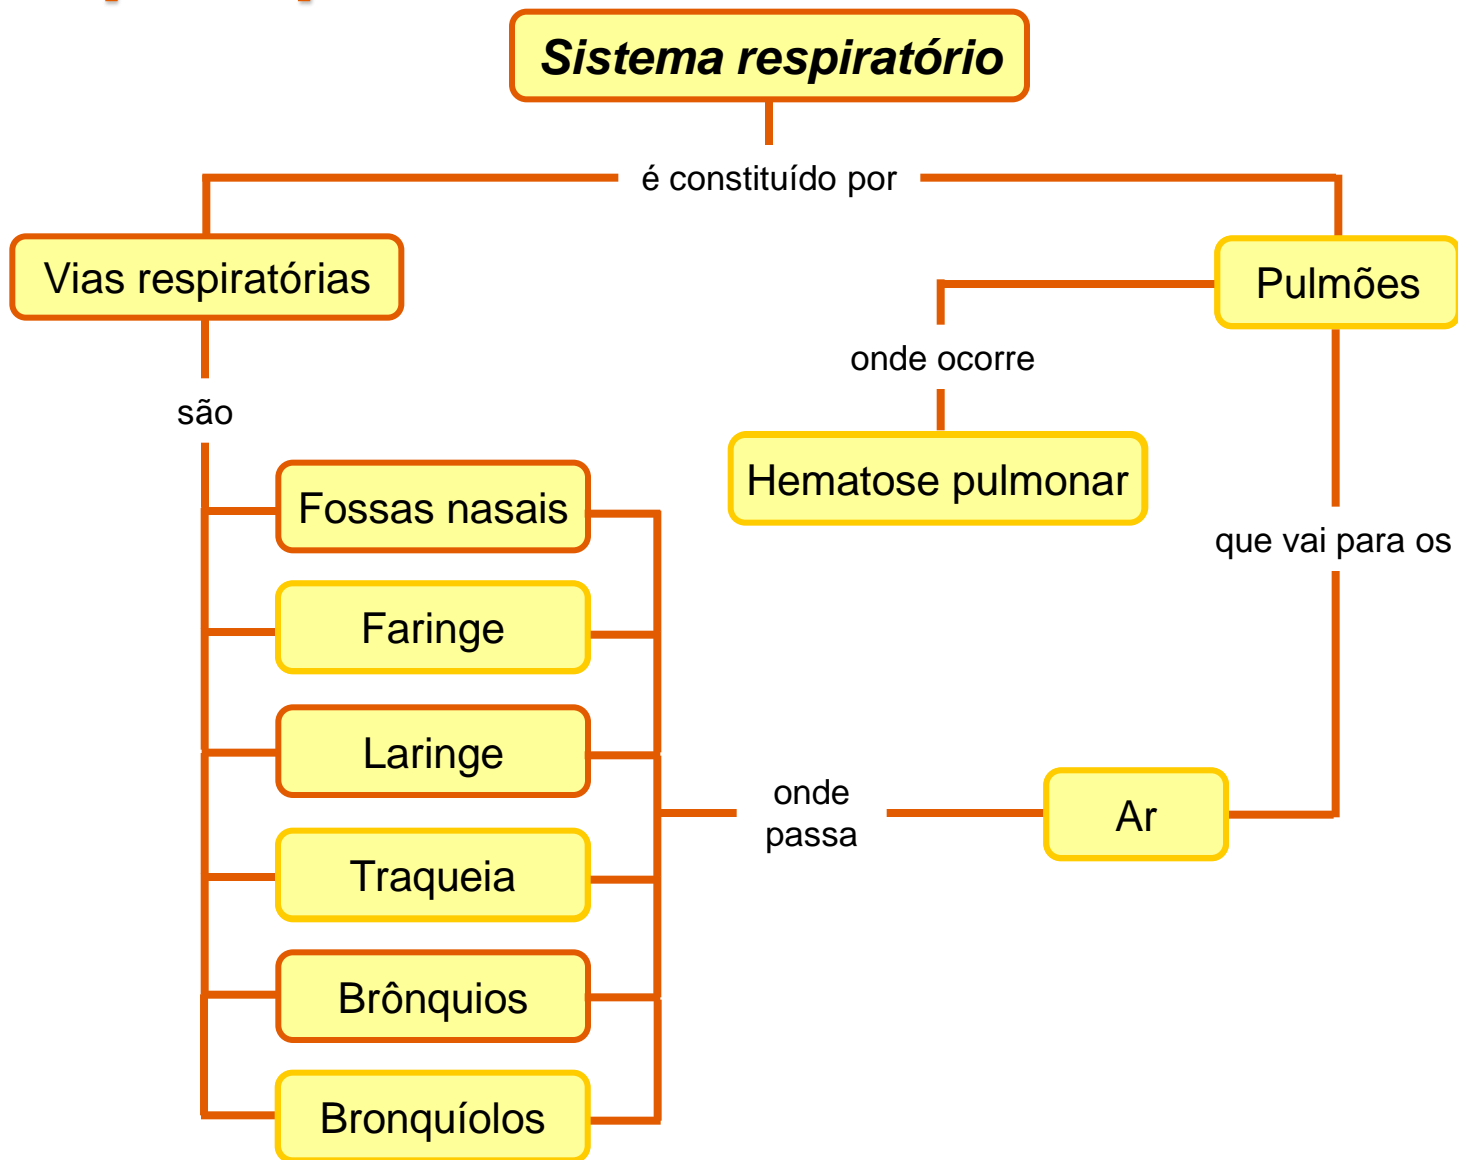 Sistema respiratório
é constituído por
Vias respiratórias
Pulmões
onde ocorre
são
Hematose pulmonar
Fossas nasais
que vai para os
Faringe
Laringe
onde
passa
Ar
Traqueia
Brônquios
Bronquíolos